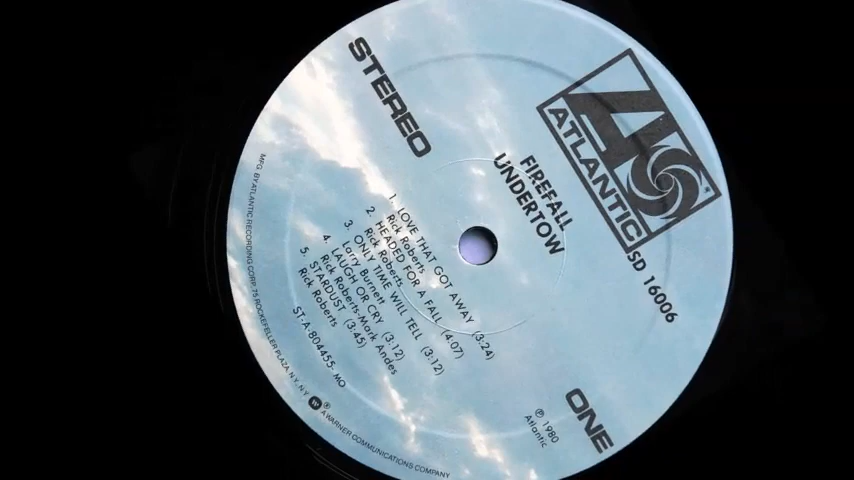 ATLANTIC
®
STEREO
FIREFALL
UNDERTOW
SD 16006
1. LOVE THAT GOT AWAY (3:24)
Rick Roberts
2. HEADED FOR A FALL (4:07)
Rick Roberts
3. ONLY TIME WILL TELL (3:12)
Larry Burnett
4. LAUGH OR CRY (3:12)
Rick Roberts-Mark Andes
5. STARDUST (3:45)
Rick Roberts
ST-A-804455- MO
℗ 1980
Atlantic
ONE
MFG. BY ATLANTIC RECORDING CORP. 75 ROCKEFELLER PLAZA, N.Y., N.Y. ® A WARNER COMMUNICATIONS COMPANY